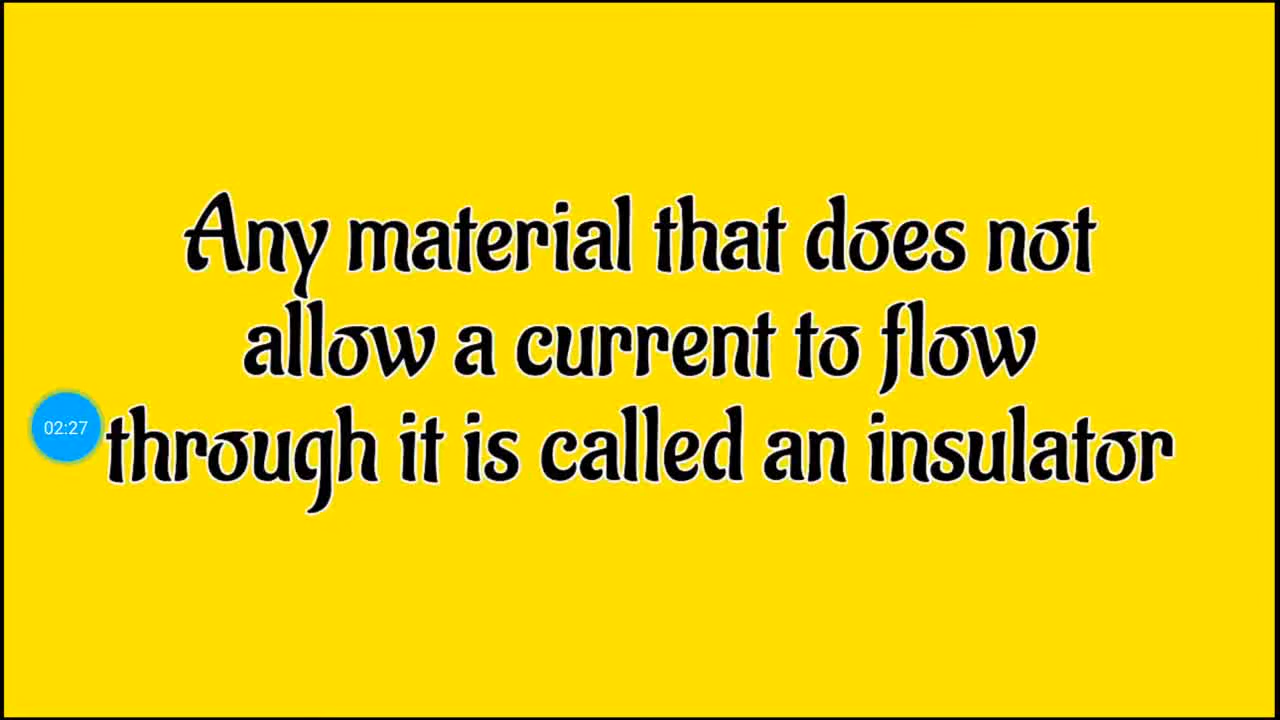 Any material that does not
allow a current to flow
02:27
through it is called an insulator